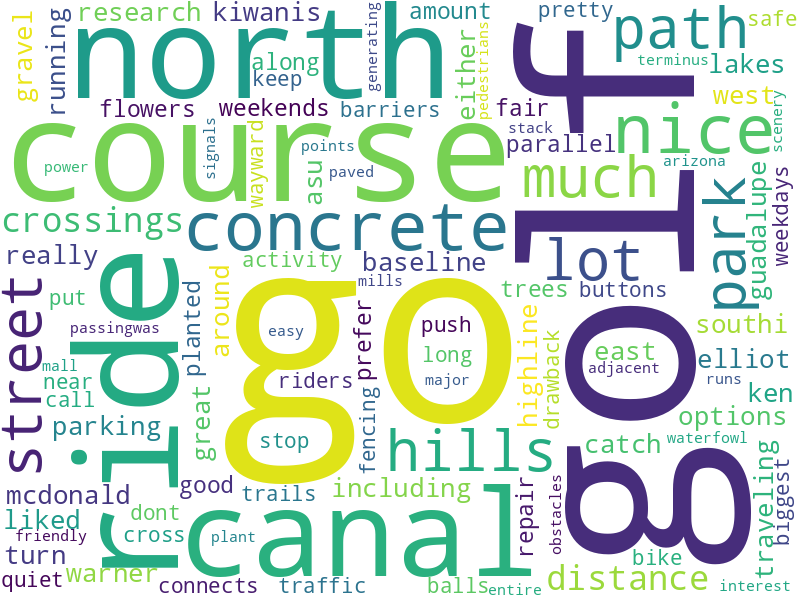 research
kiwanis
amount
pretty
safe
gravel
running
north
generating
pedestrians
path
along
keep
either
terminus
lakes
flowers
weekends
barriers
fair
west
stack
nice
scenery
course
power
signals
wayward
points
paved
asu
parallel
arizona
much
golf
park
guadalupe
weekdays
crossings
concrete
lot
really
activity
baseline
trees
buttons
street
put
ride
planted
around
go
mills
prefer
push
southi
passingwas
easy
highline
drawback
mall
near
call
long
east
adjacent
elliot
major
runs
riders
great
ken
parking
stop
fencing
hills
options
catch
waterfowl
mcdonald
good
trails
including
repair
obstacles
traveling
biggest
liked
dont
canal
friendly
cross
plant
turn
bike
quiet
warner
connects
traffic
balls
entire
distance
interest